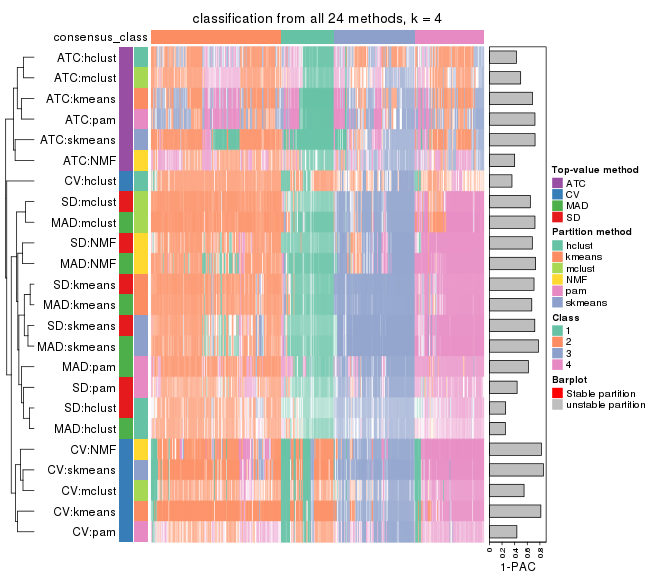 classification from all 24 methods, k = 4
consensus_class
ATC:hclust
ATC:mclust
ATC:kmeans
ATC:pam
ATC:skmeans
ATC:NMF
CV:hclust
SD:mclust
MAD:mclust
SD:NMF
MAD:NMF
SD:kmeans
MAD:kmeans
SD:skmeans
MAD:skmeans
MAD:pam
SD:pam
SD:hclust
MAD:hclust
CV:NMF
CV:skmeans
CV:mclust
CV:kmeans
CV:pam
0 0.2 0.4 0.6 0.8
1-PAC
Top-value method
ATC
CV
MAD
SD
Partition method
hclust
kmeans
mclust
NMF
pam
skmeans
Class
1
2
3
4
Barplot
Stable partition
unstable partition